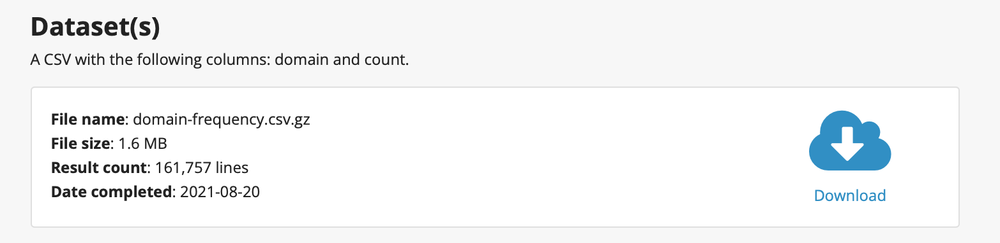 Dataset(s)
A CSV with the following columns: domain and count.
File name: domain-frequency.csv.gz
File size: 1.6 MB
Result count: 161,757 lines
Date completed: 2021-08-20
Download